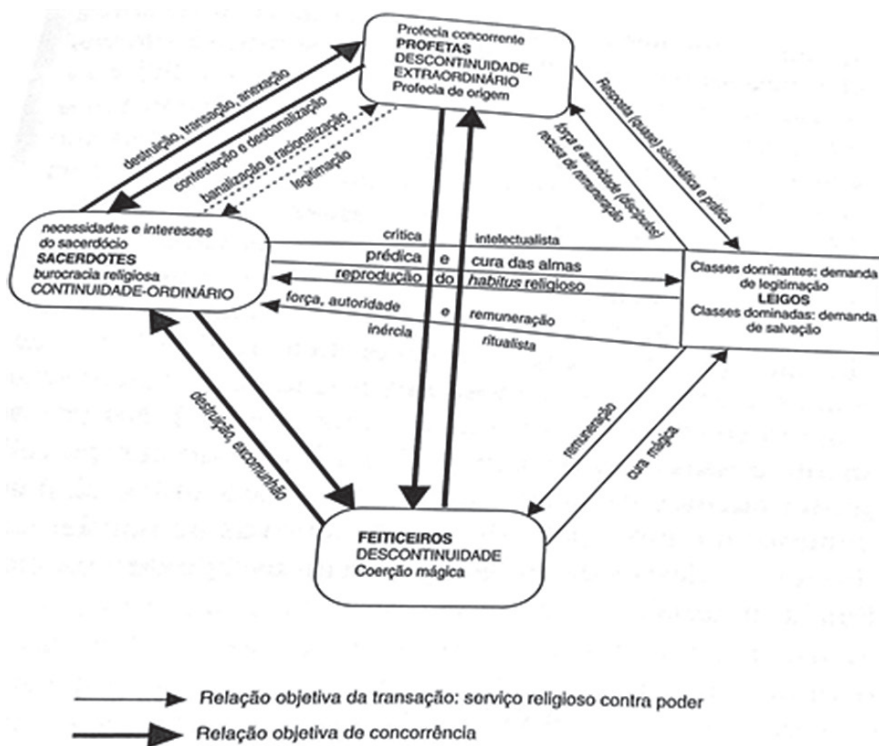 Profecia concorrente
PROFETAS
DESCONTINUIDADE,
EXTRAORDINÁRIO
Profecia de origem
destruição, transação, anexação
contestação e desbanalização
banalização e racionalização
legitimação
Resposta (quase) sistemática e prática
força e autoridade (discípulos)
recusa de remuneração
necessidades e interesses
do sacerdócio
SACERDOTES
burocracia religiosa
CONTINUIDADE-ORDINÁRIO
crítica intelectualista
prédica e cura das almas
reprodução do habitus religioso
força, autoridade e remuneração
inércia ritualista
Classes dominantes: demanda
de legitimação
LEIGOS
Classes dominadas: demanda
de salvação
destruição, excomunhão
remuneração
cura mágica
FEITICEIROS
DESCONTINUIDADE
Coerção mágica
Relação objetiva da transação: serviço religioso contra poder
Relação objetiva de concorrência